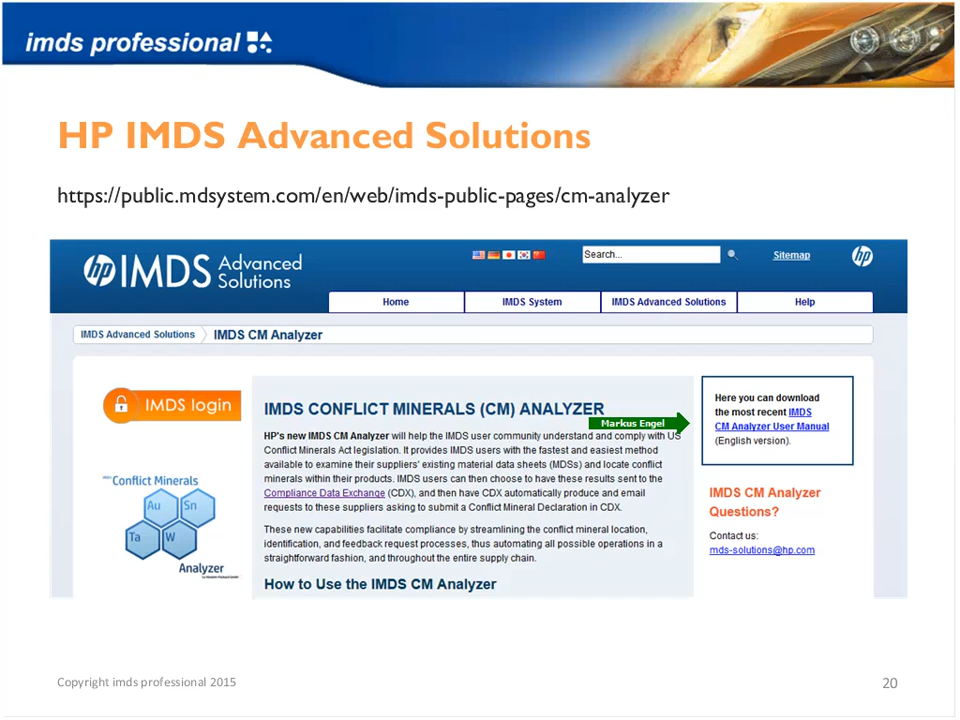 imds professional
HP IMDS Advanced Solutions
https://public.mdsystem.com/en/web/imds-public-pages/cm-analyzer
hp IMDS Advanced
Solutions
Search...
Sitemap
hp
Home
IMDS System
IMDS Advanced Solutions
Help
IMDS Advanced Solutions
IMDS CM Analyzer
IMDS login
Conflict Minerals
Au
Sn
Ta
W
Analyzer
IMDS CONFLICT MINERALS (CM) ANALYZER
Markus Engel
HP's new IMDS CM Analyzer will help the IMDS user community understand and comply with US
Conflict Minerals Act legislation. It provides IMDS users with the fastest and easiest method
available to examine their suppliers' existing material data sheets (MDSs) and locate conflict
minerals within their products. IMDS users can then choose to have these results sent to the
Compliance Data Exchange (CDX), and then have CDX automatically produce and email
requests to these suppliers asking to submit a Conflict Mineral Declaration in CDX.
These new capabilities facilitate compliance by streamlining the conflict mineral location,
identification, and feedback request processes, thus automating all possible operations in a
straightforward fashion, and throughout the entire supply chain.
How to Use the IMDS CM Analyzer
Here you can download
the most recent IMDS
CM Analyzer User Manual
(English version).
IMDS CM Analyzer
Questions?
Contact us:
mds-solutions@hp.com
Copyright imds professional 2015
20